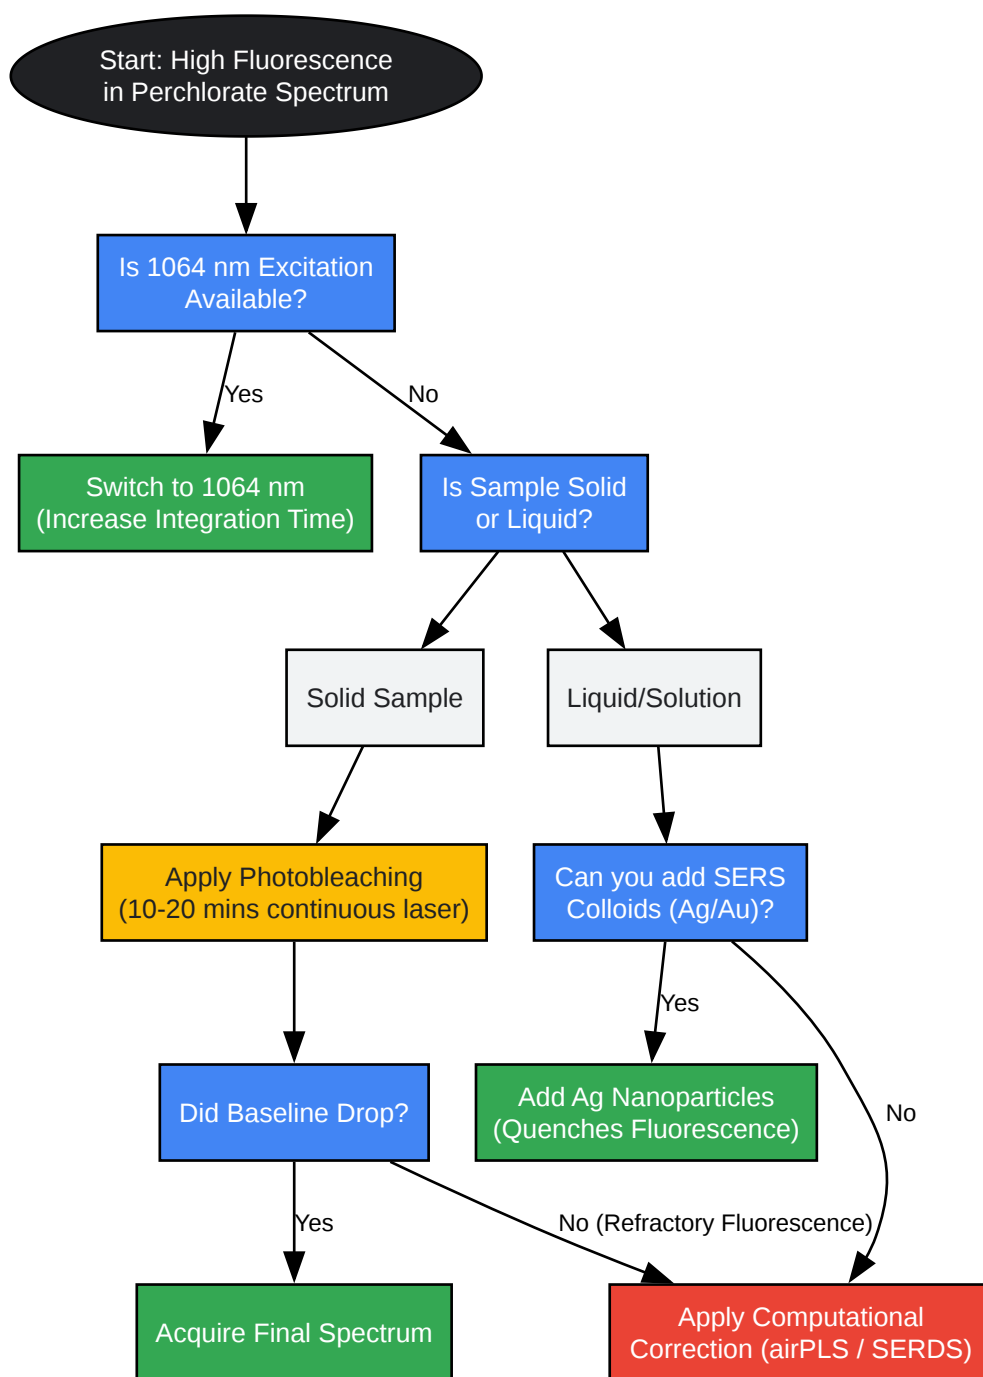 Start: High Fluorescence
in Perchlorate Spectrum
Is 1064 nm Excitation
Available?
Yes
No
Switch to 1064 nm
(Increase Integration Time)
Is Sample Solid
or Liquid?
Solid Sample
Liquid/Solution
Apply Photobleaching
(10-20 mins continuous laser)
Can you add SERS
Colloids (Ag/Au)?
Yes
No
Did Baseline Drop?
Add Ag Nanoparticles
(Quenches Fluorescence)
Yes
No (Refractory Fluorescence)
Acquire Final Spectrum
Apply Computational
Correction (airPLS / SERDS)